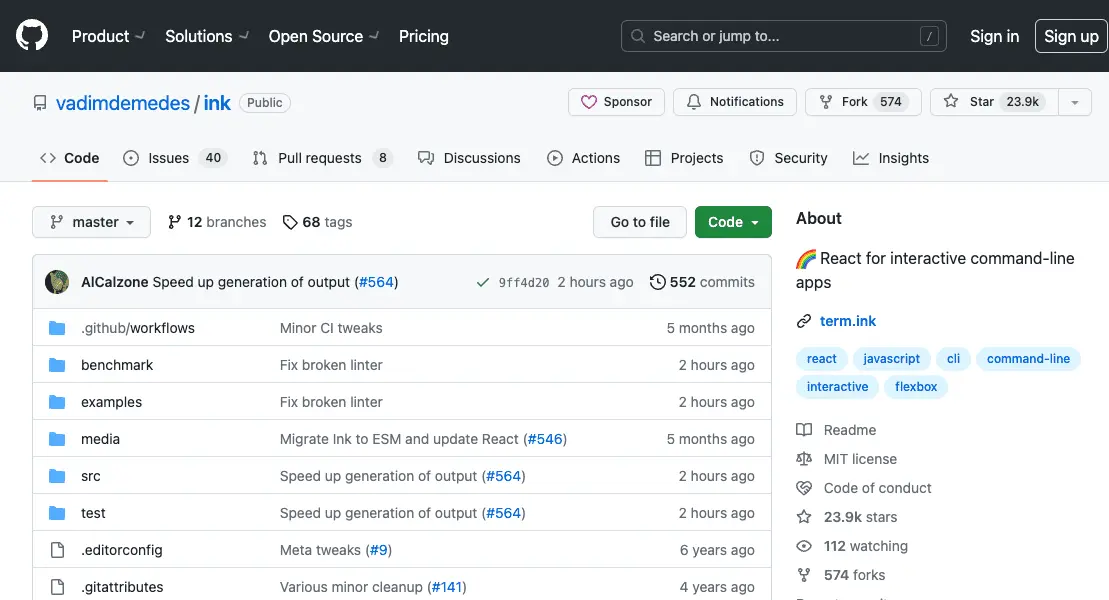 Product Solutions Open Source Pricing Search or jump to... / Sign in Sign up
vadimdemedes / ink Public Sponsor Notifications Fork 574 Star 23.9k
Code Issues 40 Pull requests 8 Discussions Actions Projects Security Insights
master 12 branches 68 tags Go to file Code
AlCalzone Speed up generation of output (#564) 9ff4d20 2 hours ago 552 commits
.github/workflows Minor CI tweaks 5 months ago
benchmark Fix broken linter 2 hours ago
examples Fix broken linter 2 hours ago
media Migrate Ink to ESM and update React (#546) 5 months ago
src Speed up generation of output (#564) 2 hours ago
test Speed up generation of output (#564) 2 hours ago
.editorconfig Meta tweaks (#9) 6 years ago
.gitattributes Various minor cleanup (#141) 4 years ago
About
React for interactive command-line
apps
term.ink
react javascript cli command-line
interactive flexbox
Readme
MIT license
Code of conduct
23.9k stars
112 watching
574 forks